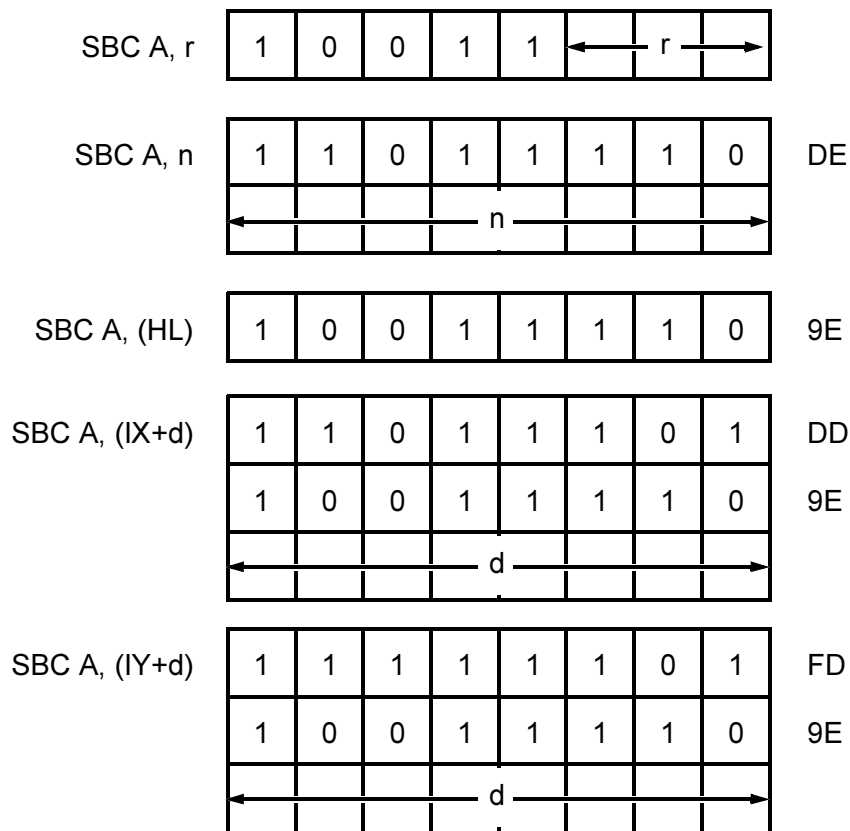 SBC A, r 1 0 0 1 1 r
SBC A, n 1 1 0 1 1 1 1 0 DE
n
SBC A, (HL) 1 0 0 1 1 1 1 0 9E
SBC A, (IX+d) 1 1 0 1 1 1 0 1 DD
1 0 0 1 1 1 1 0 9E
d
SBC A, (IY+d) 1 1 1 1 1 1 0 1 FD
1 0 0 1 1 1 1 0 9E
d